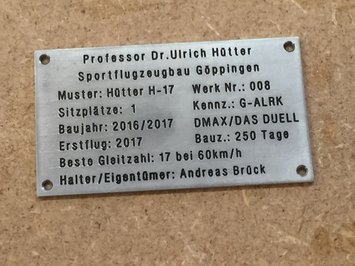 Professor Dr.Ulrich Hütter
Sportflugzeugbau Göppingen
Muster: Hütter H-17 Werk Nr.: 008
Sitzplätze: 1 Kennz.: G-ALRK
Baujahr: 2016/2017 DMAX/DAS DUELL
Erstflug: 2017 Bauz.: 250 Tage
Beste Gleitzahl: 17 bei 60km/h
Halter/Eigentümer: Andreas Brück